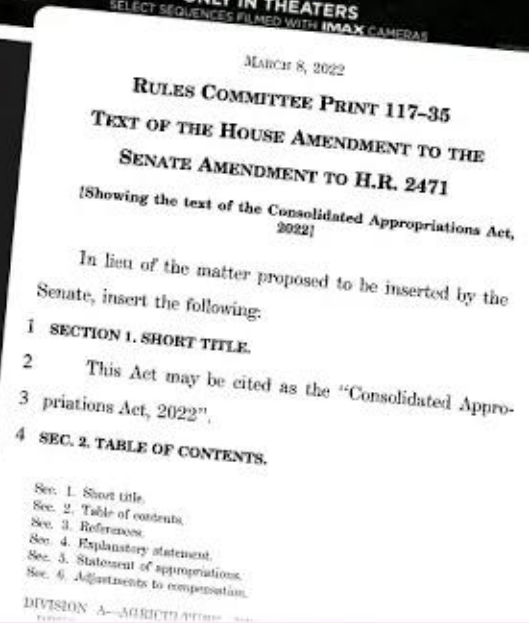 ONLY IN THEATERS
SELECT SEQUENCES FILMED WITH IMAX CAMERAS
MARCH 8, 2022
RULES COMMITTEE PRINT 117–35
TEXT OF THE HOUSE AMENDMENT TO THE
SENATE AMENDMENT TO H.R. 2471
[Showing the text of the Consolidated Appropriations Act,
2022]
In lieu of the matter proposed to be inserted by the
Senate, insert the following:
1 SECTION 1. SHORT TITLE.
2 This Act may be cited as the “Consolidated Appro-
3 priations Act, 2022”.
4 SEC. 2. TABLE OF CONTENTS.
Sec. 1. Short title.
Sec. 2. Table of contents.
Sec. 3. References.
Sec. 4. Explanatory statement.
Sec. 5. Statement of appropriations.
Sec. 6. Adjustments to compensation.
DIVISION A—AGRICULTURE